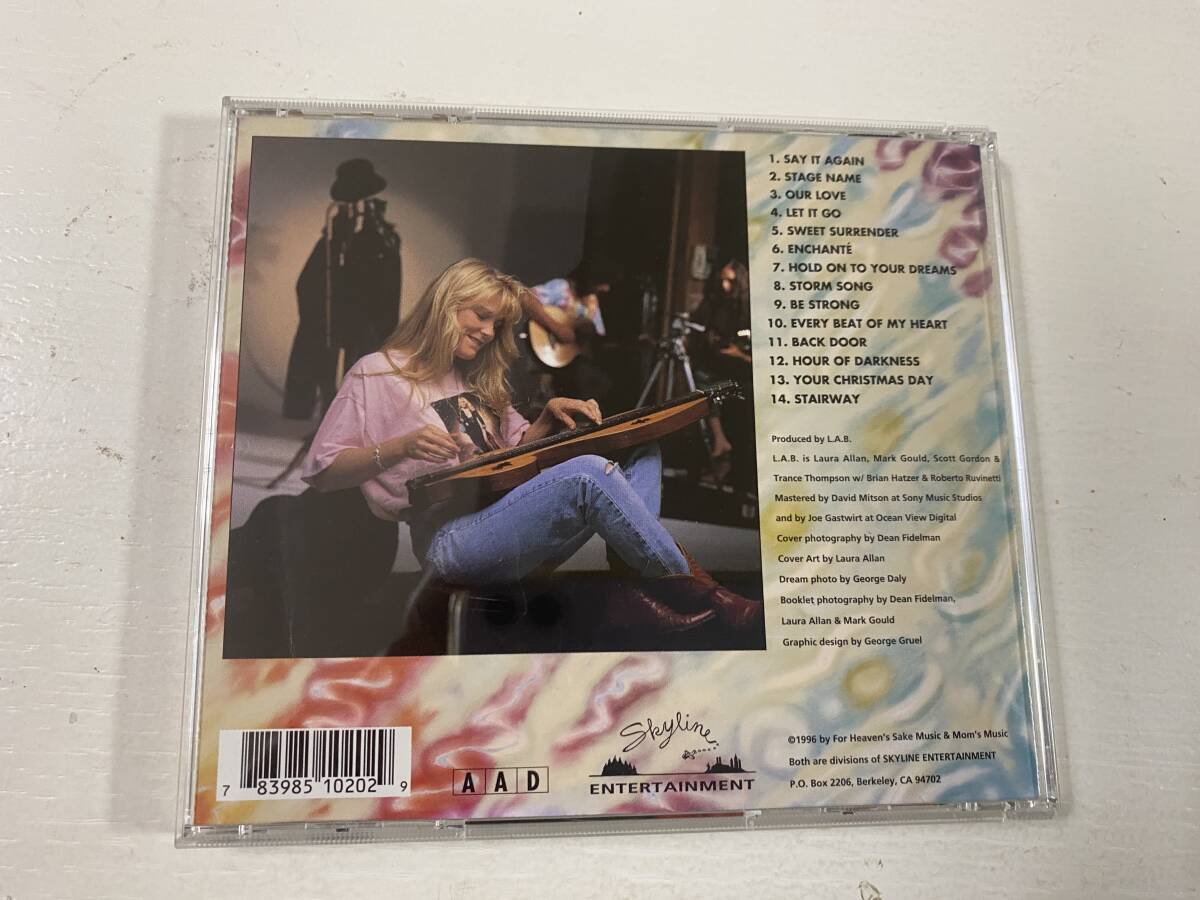 1. SAY IT AGAIN
2. STAGE NAME
3. OUR LOVE
4. LET IT GO
5. SWEET SURRENDER
6. ENCHANTÉ
7. HOLD ON TO YOUR DREAMS
8. STORM SONG
9. BE STRONG
10. EVERY BEAT OF MY HEART
11. BACK DOOR
12. HOUR OF DARKNESS
13. YOUR CHRISTMAS DAY
14. STAIRWAY
Produced by L.A.B.
L.A.B. is Laura Allan, Mark Gould, Scott Gordon &
Trance Thompson w/ Brian Hatzer & Roberto Ruvinetti
Mastered by David Mitson at Sony Music Studios
and by Joe Gastwirt at Ocean View Digital
Cover photography by Dean Fidelman
Cover Art by Laura Allan
Dream photo by George Daly
Booklet photography by Dean Fidelman,
Laura Allan & Mark Gould
Graphic design by George Gruel
7 83985 10202 9
AAD
Skyline
ENTERTAINMENT
©1996 by For Heaven's Sake Music & Mom's Music
Both are divisions of SKYLINE ENTERTAINMENT
P.O. Box 2206, Berkeley, CA 94702